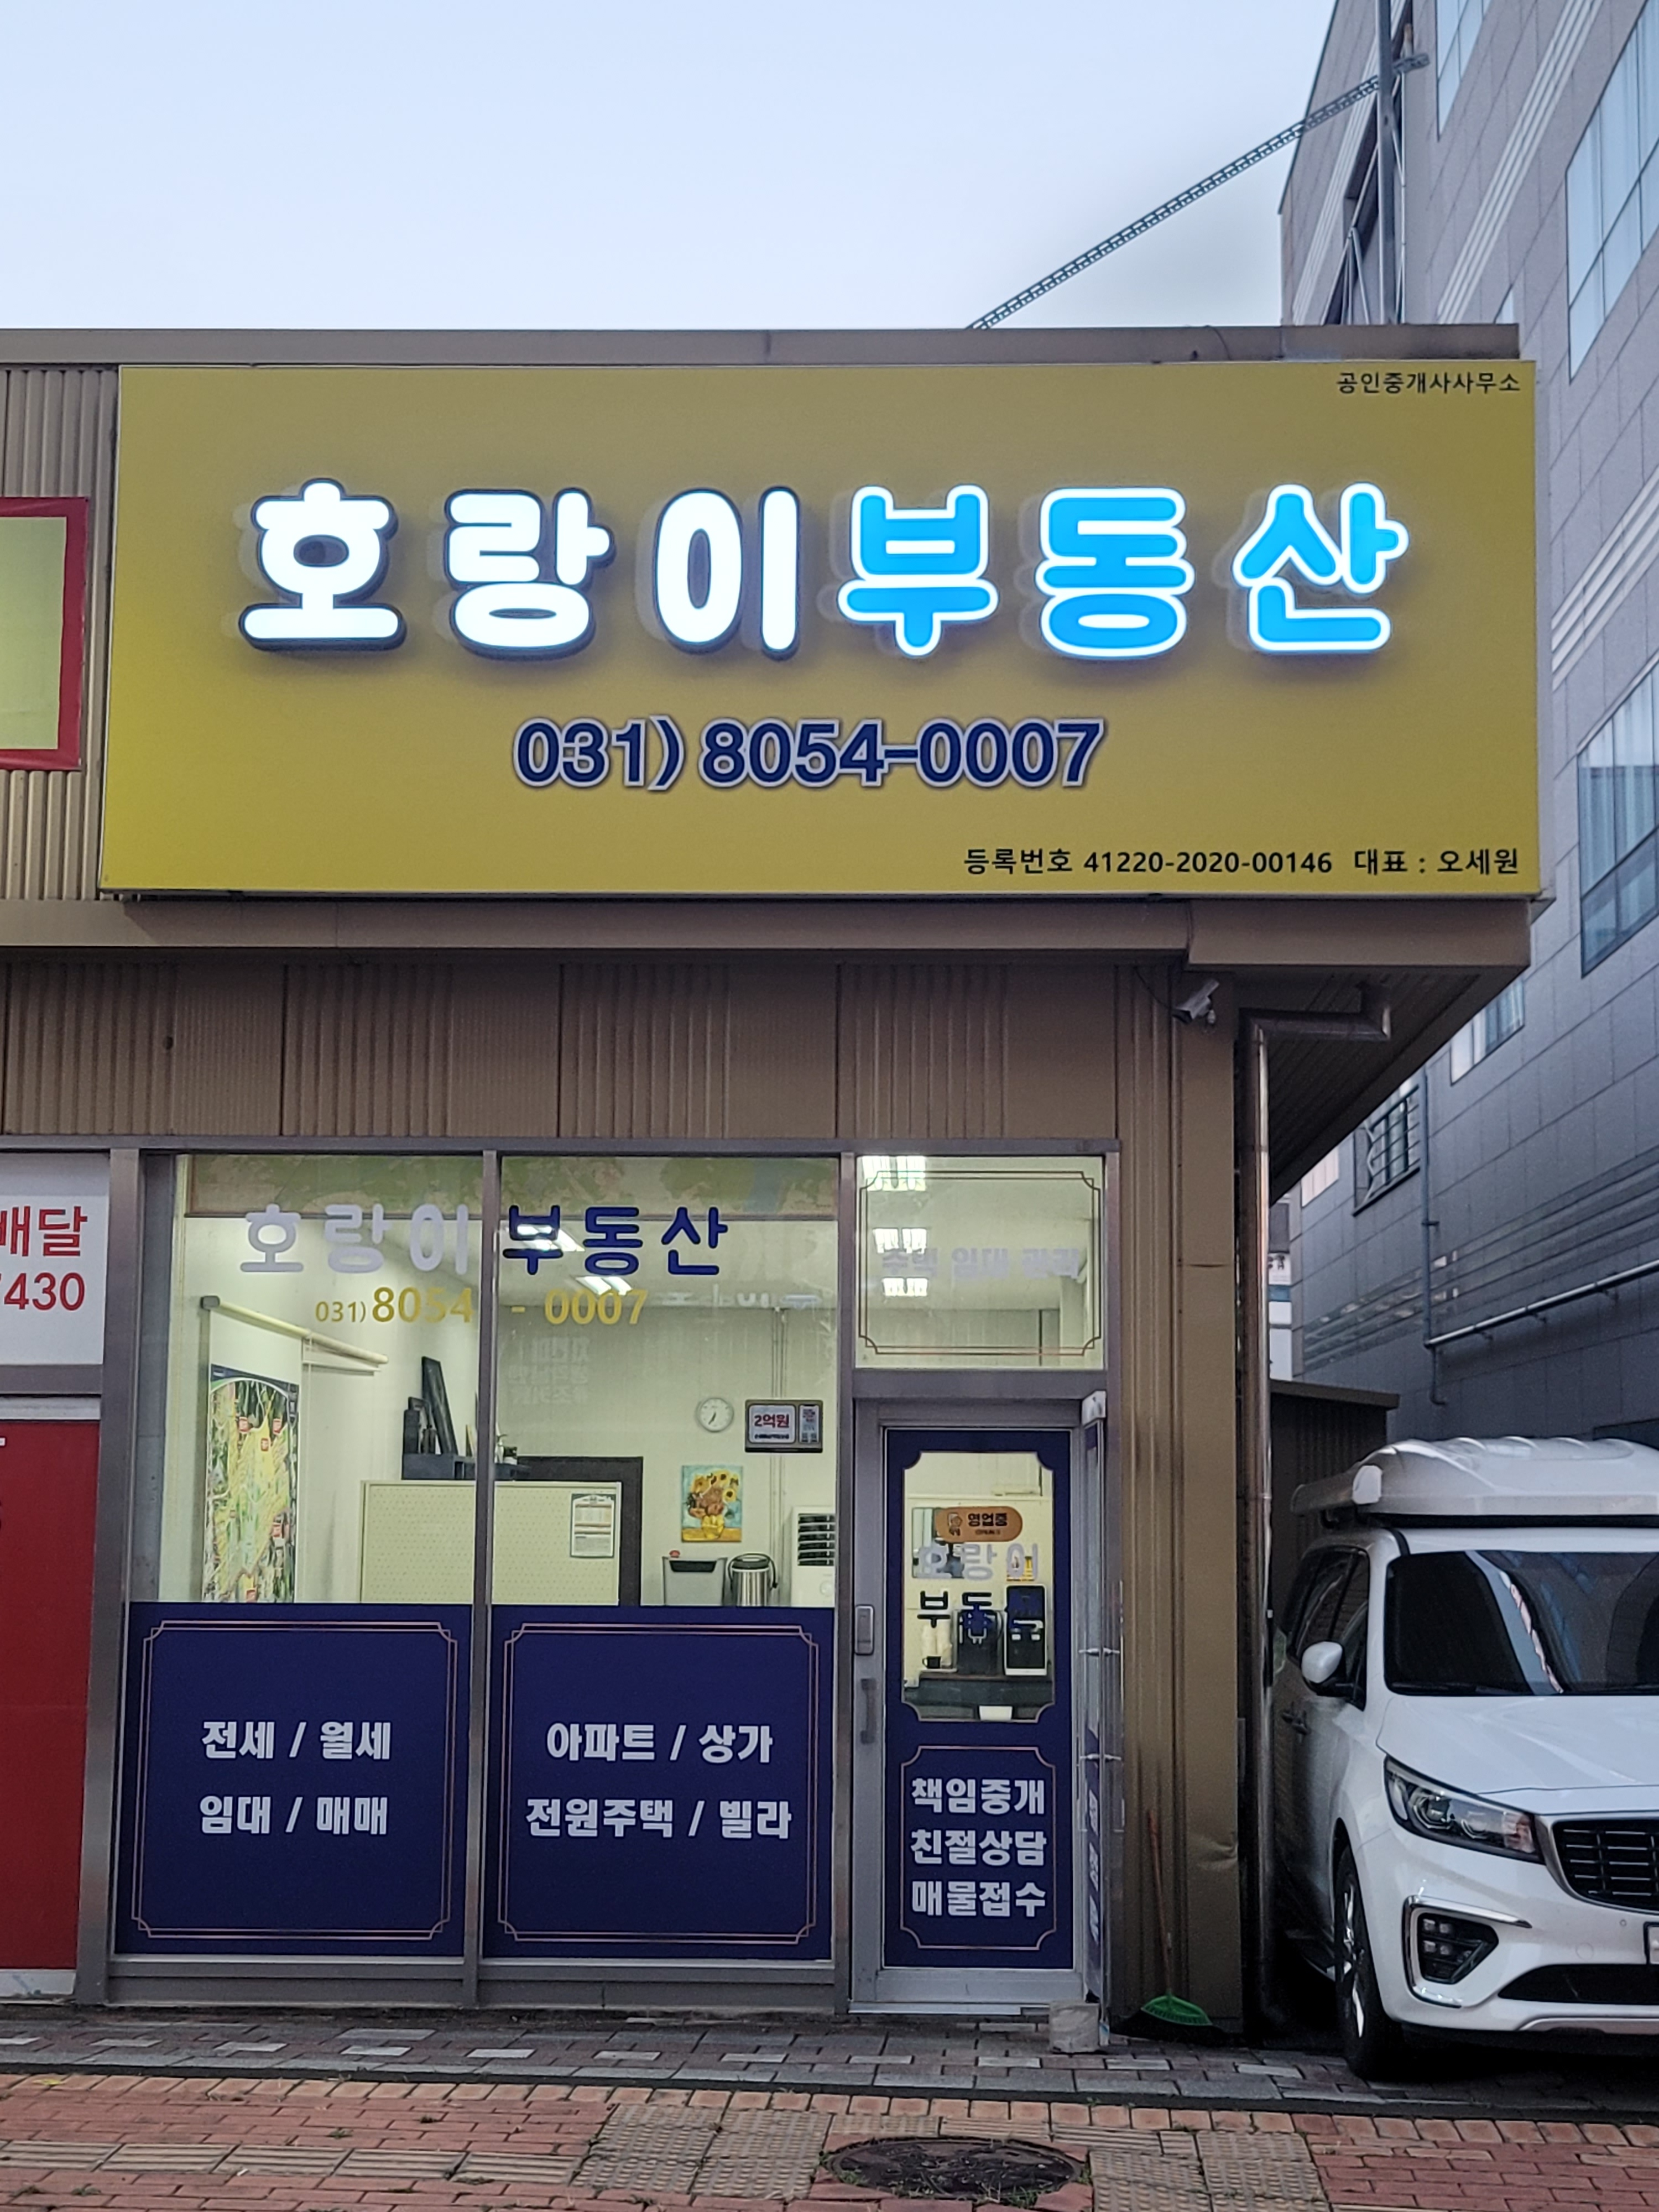 공인중개사사무소
호랑이부동산
031) 8054-0007
등록번호 41220-2020-00146 대표 : 오세원
배달
430
호랑이 부동산
031) 8054 - 0007
2억원
영업중
호랑이
부동산
전세 / 월세
임대 / 매매
아파트 / 상가
전원주택 / 빌라
책임중개
친절상담
매물접수